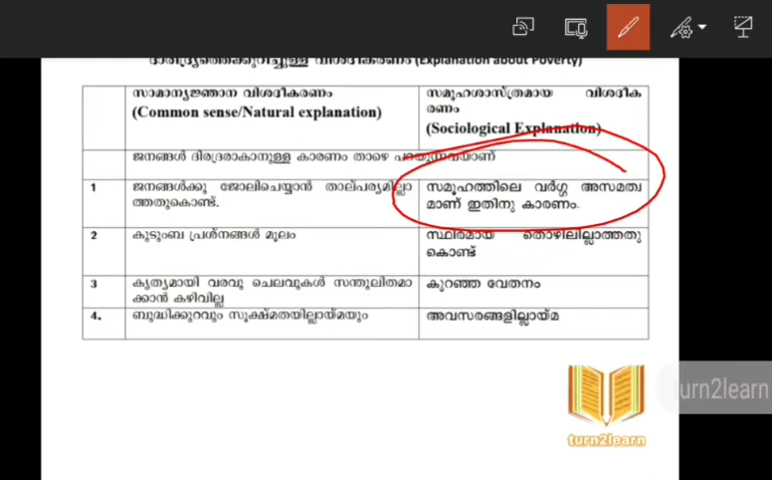 ദാരിദ്ര്യത്തെക്കുറിച്ചുള്ള വിശദീകരണം (Explanation about Poverty)
സാമാന്യജ്ഞാന വിശദീകരണം
(Common sense/Natural explanation)
സമൂഹശാസ്ത്രമായ വിശദീക
രണം
(Sociological Explanation)
ജനങ്ങൾ ദിരദ്രരാകാനുള്ള കാരണം താഴെ പറയുന്നവയാണ്
1 ജനങ്ങൾക്കു ജോലിചെയ്യാൻ താല്പര്യമില്ലാ
ത്തതുകൊണ്ട്.
സമൂഹത്തിലെ വർഗ്ഗ അസമത്വ
മാണ് ഇതിനു കാരണം.
2 കുടുംബ പ്രശ്നങ്ങൾ മൂലം
സ്ഥിരമായ തൊഴിലില്ലാത്തതു
കൊണ്ട്
3 കൃത്യമായി വരവൂ ചെലവൂകൾ സന്തൂലിതമാ
ക്കാൻ കഴിവില്ല
കുറഞ്ഞ വേതനം
4. ബുദ്ധിക്കുറവും സൂക്ഷ്മതയില്ലായ്മയും
അവസരങ്ങളില്ലായ്മ
turn2learn
turn2learn